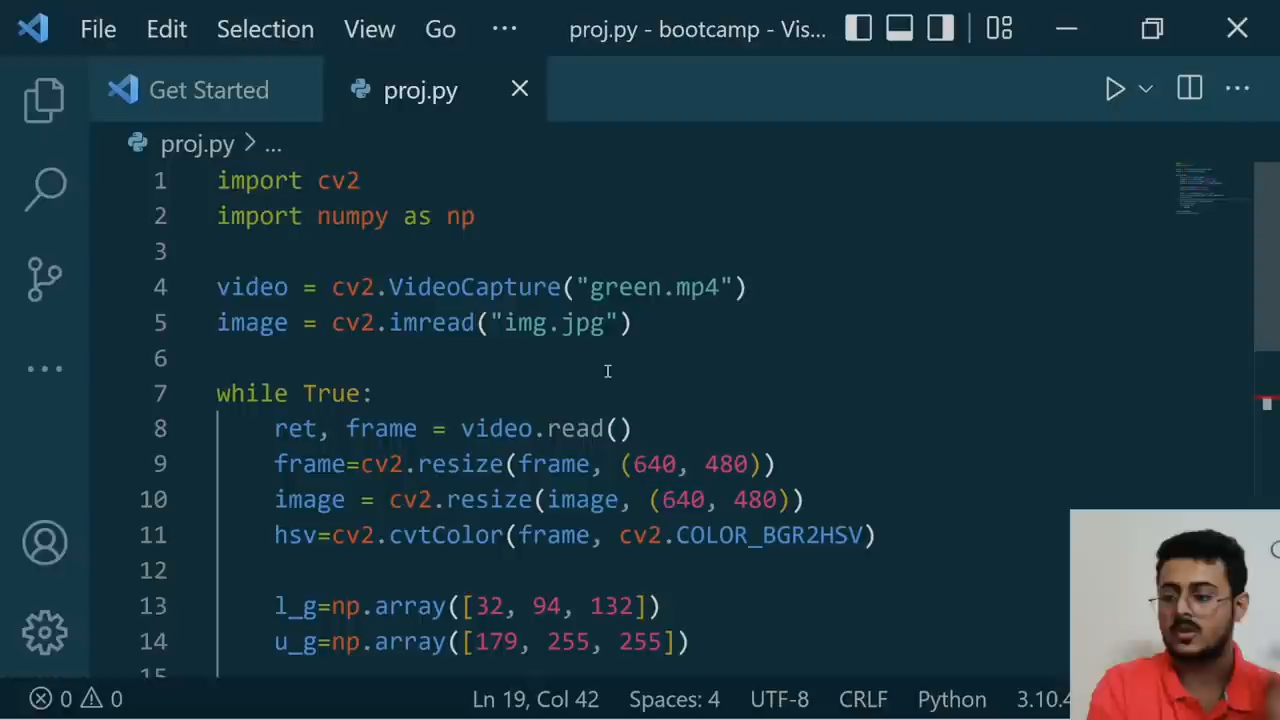 File Edit Selection View Go ... proj.py - bootcamp - Vis...
Get Started proj.py
proj.py > ...
1 import cv2
2 import numpy as np
3
4 video = cv2.VideoCapture("green.mp4")
5 image = cv2.imread("img.jpg")
6
7 while True:
8 ret, frame = video.read()
9 frame=cv2.resize(frame, (640, 480))
10 image = cv2.resize(image, (640, 480))
11 hsv=cv2.cvtColor(frame, cv2.COLOR_BGR2HSV)
12
13 l_g=np.array([32, 94, 132])
14 u_g=np.array([179, 255, 255])
15
0 0 Ln 19, Col 42 Spaces: 4 UTF-8 CRLF Python 3.10.4